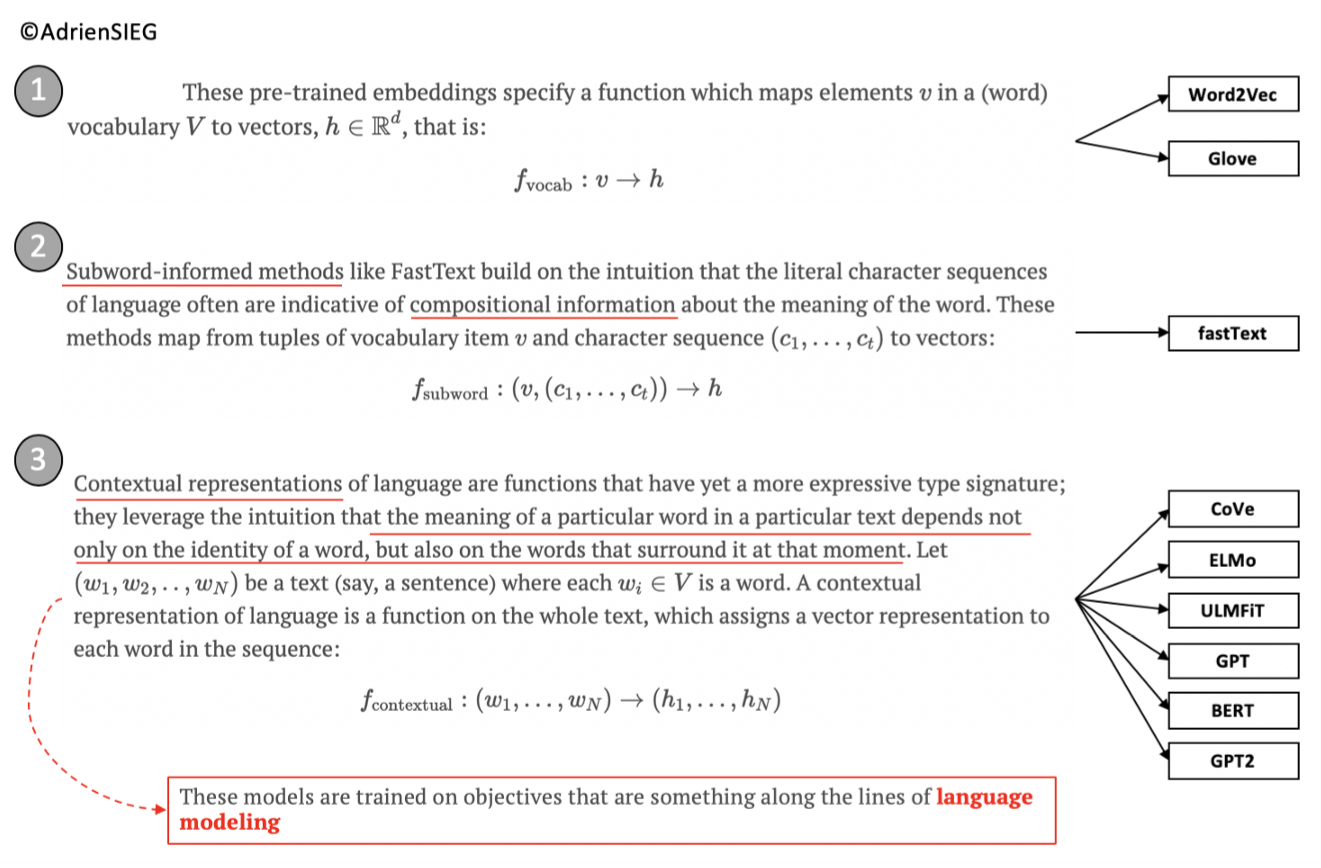 ©AdrienSIEG
1
These pre-trained embeddings specify a function which maps elements v in a (word)
vocabulary V to vectors, h ∈ ℝ^d, that is:
f_vocab : v → h
Word2Vec
Glove
2
Subword-informed methods like FastText build on the intuition that the literal character sequences
of language often are indicative of compositional information about the meaning of the word. These
methods map from tuples of vocabulary item v and character sequence (c_1, . . . , c_t) to vectors:
f_subword : (v, (c_1, . . . , c_t)) → h
fastText
3
Contextual representations of language are functions that have yet a more expressive type signature;
they leverage the intuition that the meaning of a particular word in a particular text depends not
only on the identity of a word, but also on the words that surround it at that moment. Let
(w_1, w_2, . . , w_N) be a text (say, a sentence) where each w_i ∈ V is a word. A contextual
representation of language is a function on the whole text, which assigns a vector representation to
each word in the sequence:
f_contextual : (w_1, . . . , w_N) → (h_1, . . . , h_N)
CoVe
ELMo
ULMFiT
GPT
BERT
GPT2
These models are trained on objectives that are something along the lines of language
modeling